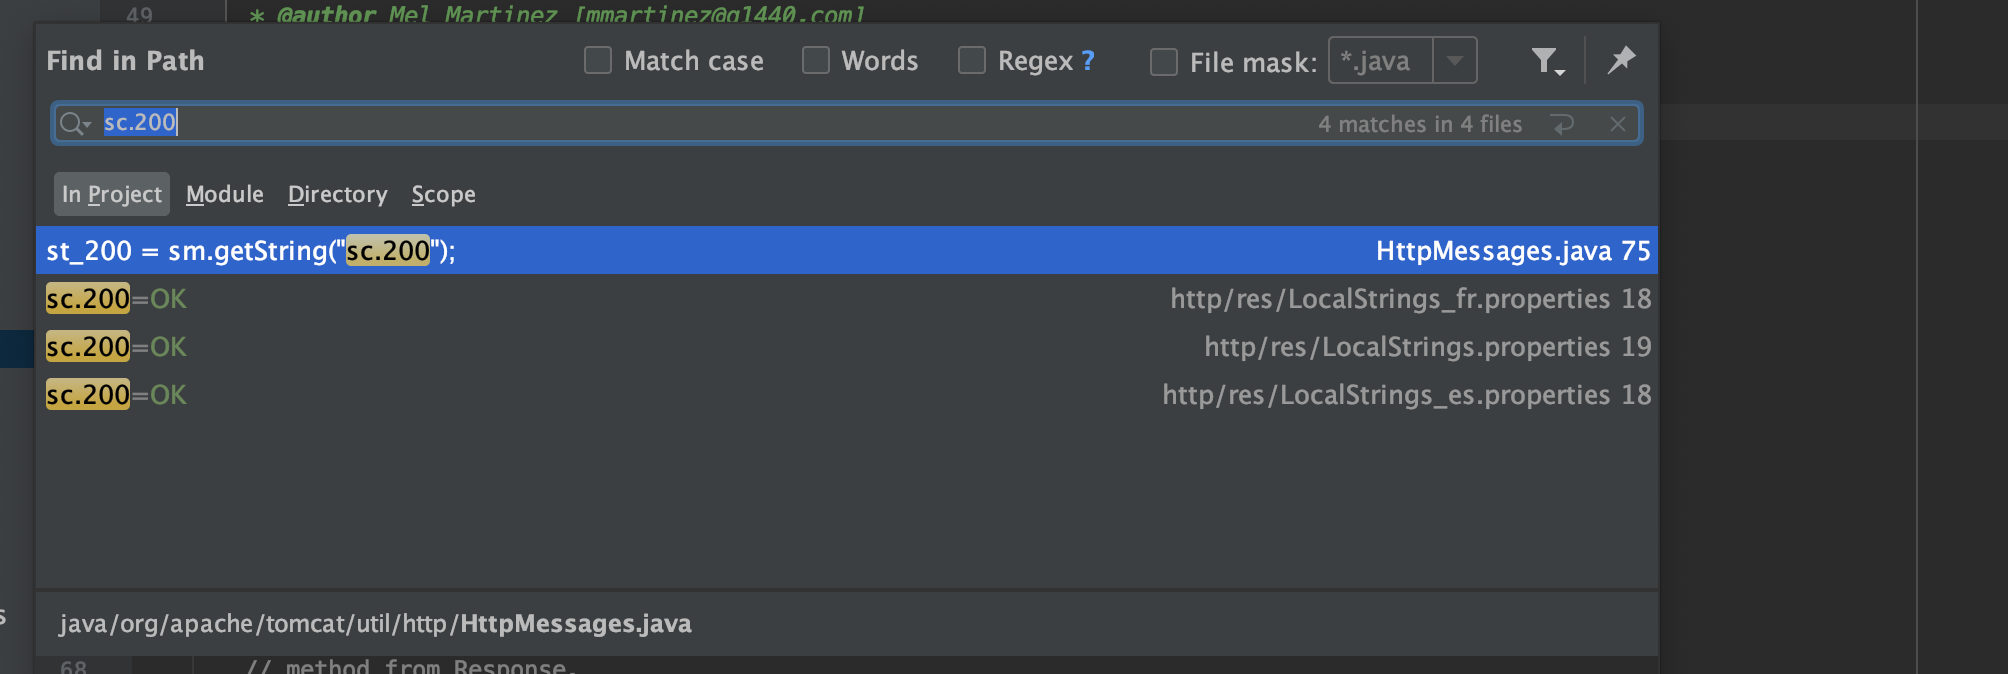 49 * @author Mel Martinez [mmartinez@g1440.com]
Find in Path Match case Words Regex ? File mask: *.java
sc.200 4 matches in 4 files
In Project Module Directory Scope
st_200 = sm.getString("sc.200"); HttpMessages.java 75
sc.200=OK http/res/LocalStrings_fr.properties 18
sc.200=OK http/res/LocalStrings.properties 19
sc.200=OK http/res/LocalStrings_es.properties 18
s
java/org/apache/tomcat/util/http/HttpMessages.java
68 // method from Response.